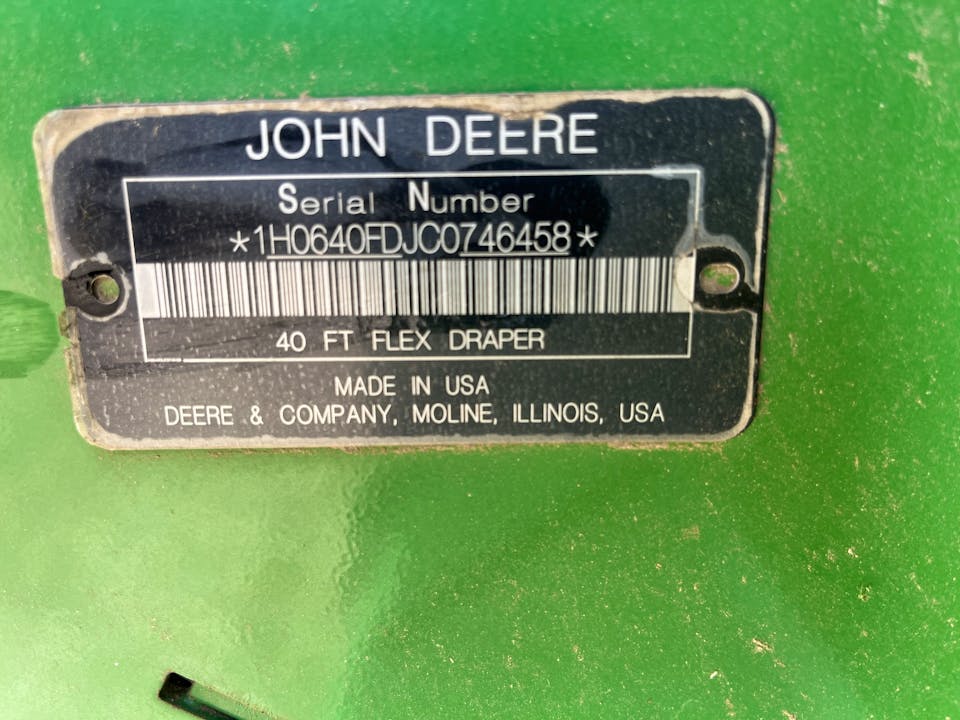 JOHN DEERE
Serial Number
*1H0640FDJC0746458*
40 FT FLEX DRAPER
MADE IN USA
DEERE & COMPANY, MOLINE, ILLINOIS, USA